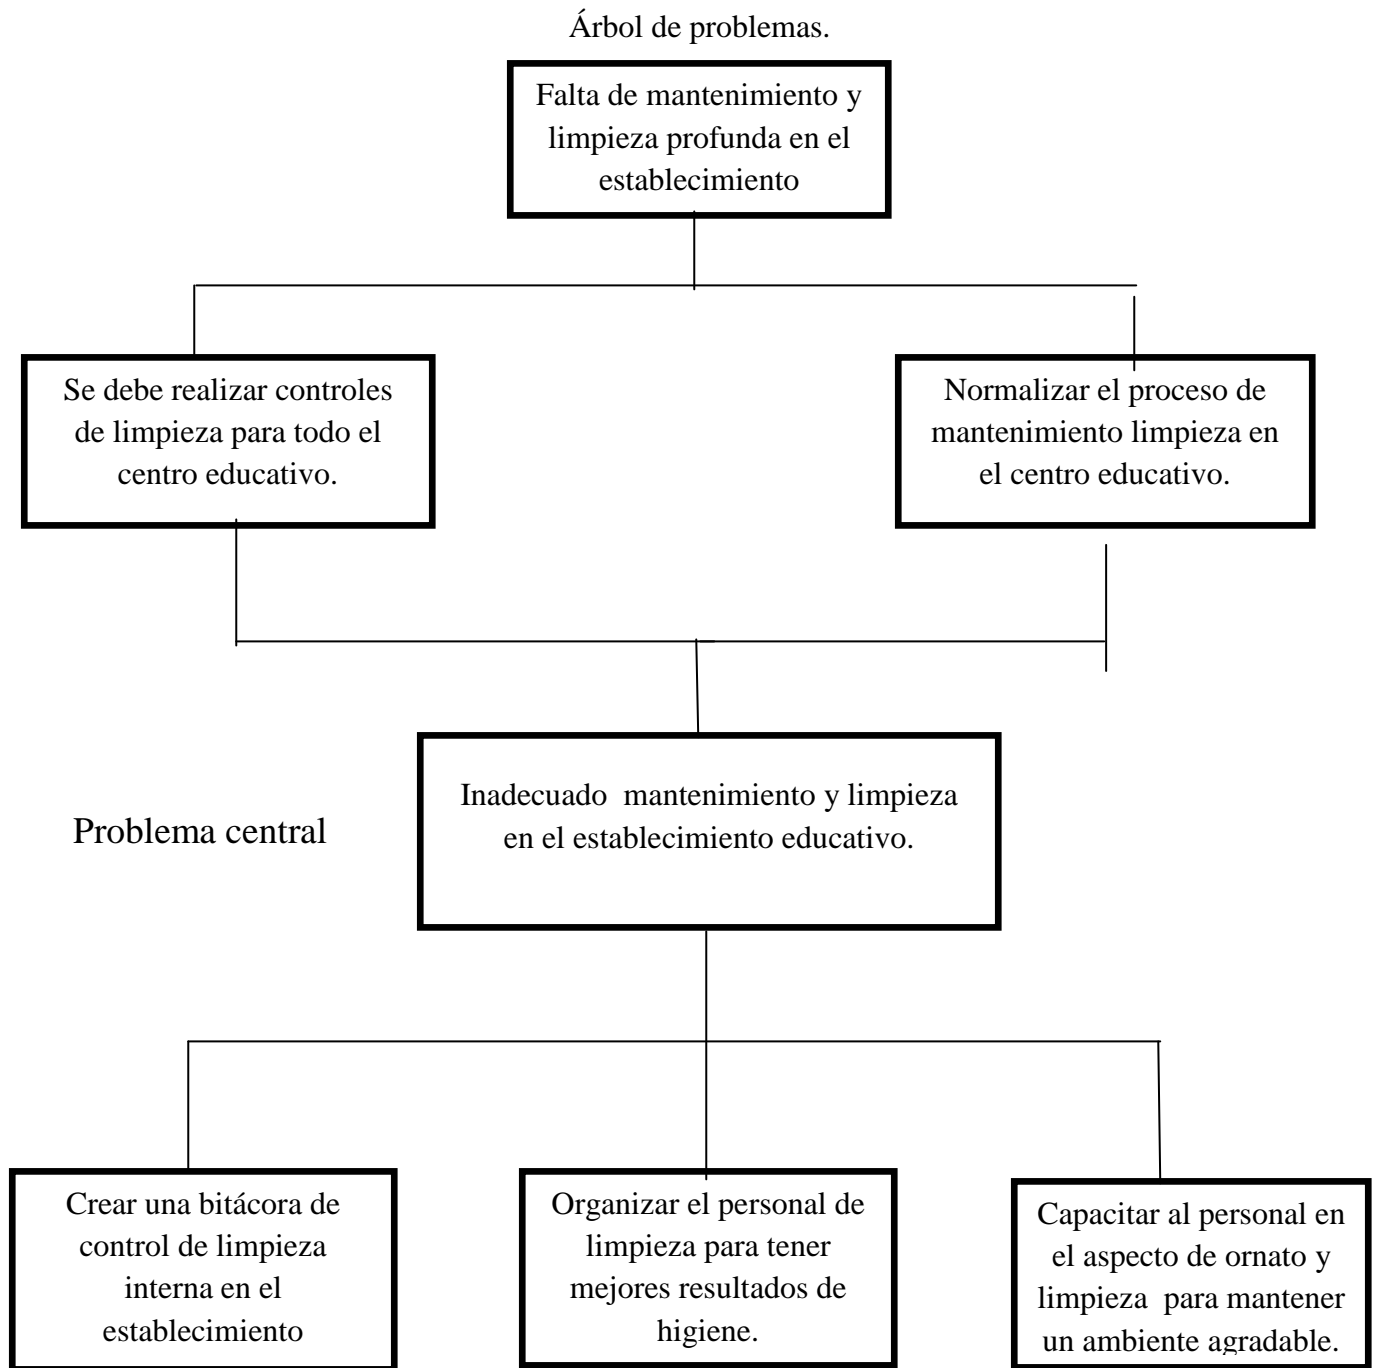 Árbol de problemas.
Falta de mantenimiento y
limpieza profunda en el
establecimiento
Se debe realizar controles
de limpieza para todo el
centro educativo.
Normalizar el proceso de
mantenimiento limpieza en
el centro educativo.
Problema central
Inadecuado  mantenimiento y limpieza
en el establecimiento educativo.
Crear una bitácora de
control de limpieza
interna en el
establecimiento
Organizar el personal de
limpieza para tener
mejores resultados de
higiene.
Capacitar al personal en
el aspecto de ornato y
limpieza  para mantener
un ambiente agradable.